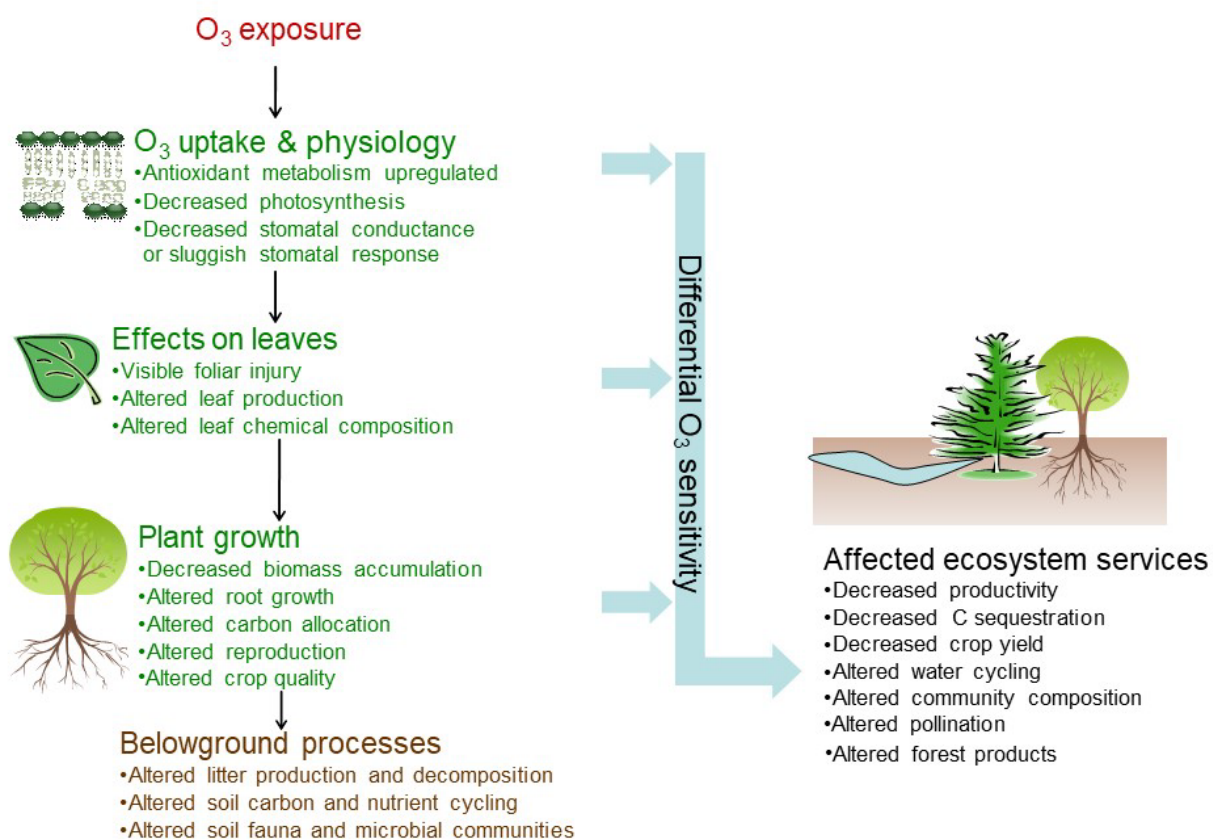 O₃ exposure
O₃ uptake & physiology
•Antioxidant metabolism upregulated
•Decreased photosynthesis
•Decreased stomatal conductance
or sluggish stomatal response
Effects on leaves
•Visible foliar injury
•Altered leaf production
•Altered leaf chemical composition
Plant growth
•Decreased biomass accumulation
•Altered root growth
•Altered carbon allocation
•Altered reproduction
•Altered crop quality
Belowground processes
•Altered litter production and decomposition
•Altered soil carbon and nutrient cycling
•Altered soil fauna and microbial communities
Differential O₃ sensitivity
Affected ecosystem services
•Decreased productivity
•Decreased C sequestration
•Decreased crop yield
•Altered water cycling
•Altered community composition
•Altered pollination
•Altered forest products